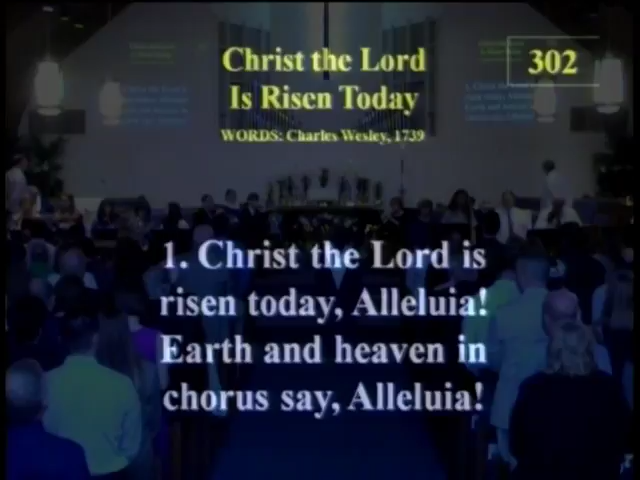 Christ the Lord
Is Risen Today
302
WORDS: Charles Wesley, 1739
1. Christ the Lord is
risen today, Alleluia!
Earth and heaven in
chorus say, Alleluia!